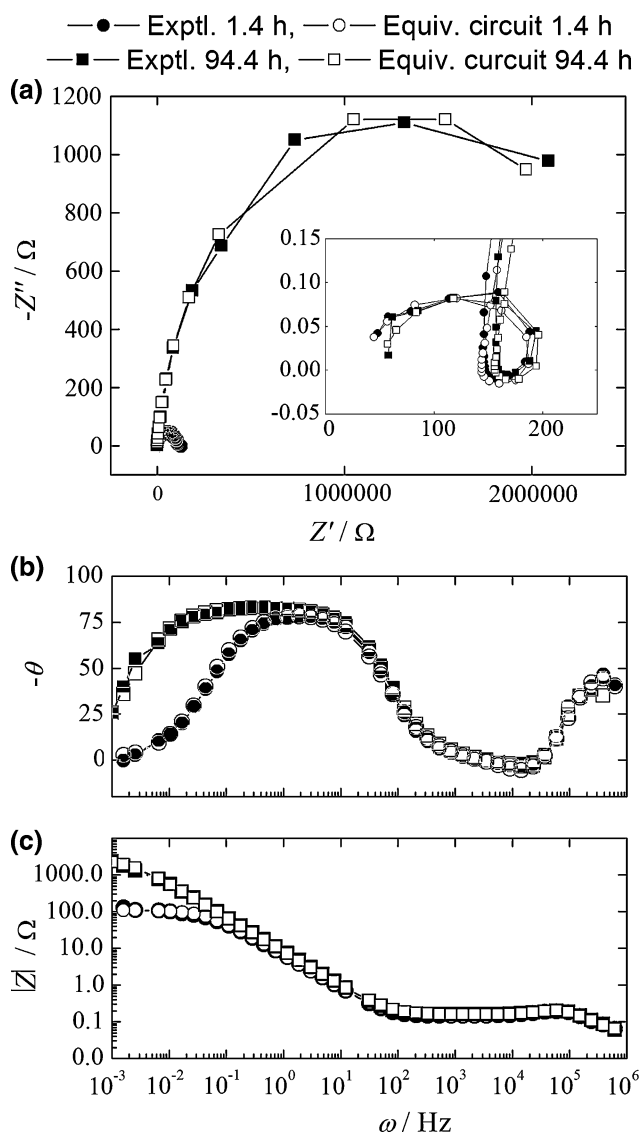 Exptl. 1.4 h, Equiv. circuit 1.4 h
Exptl. 94.4 h, Equiv. curcuit 94.4 h
(a)
1200
1000
800
600
400
200
0
-Z''/ Ω
0.15
0.10
0.05
0.00
-0.05
0 100 200
0 1000000 2000000
Z'/ Ω
(b)
100
75
50
25
0
-θ
(c)
1000.0
100.0
10.0
1.0
0.1
0.0
|Z| / Ω
10⁻³ 10⁻² 10⁻¹ 10⁰ 10¹ 10² 10³ 10⁴ 10⁵ 10⁶
ω / Hz